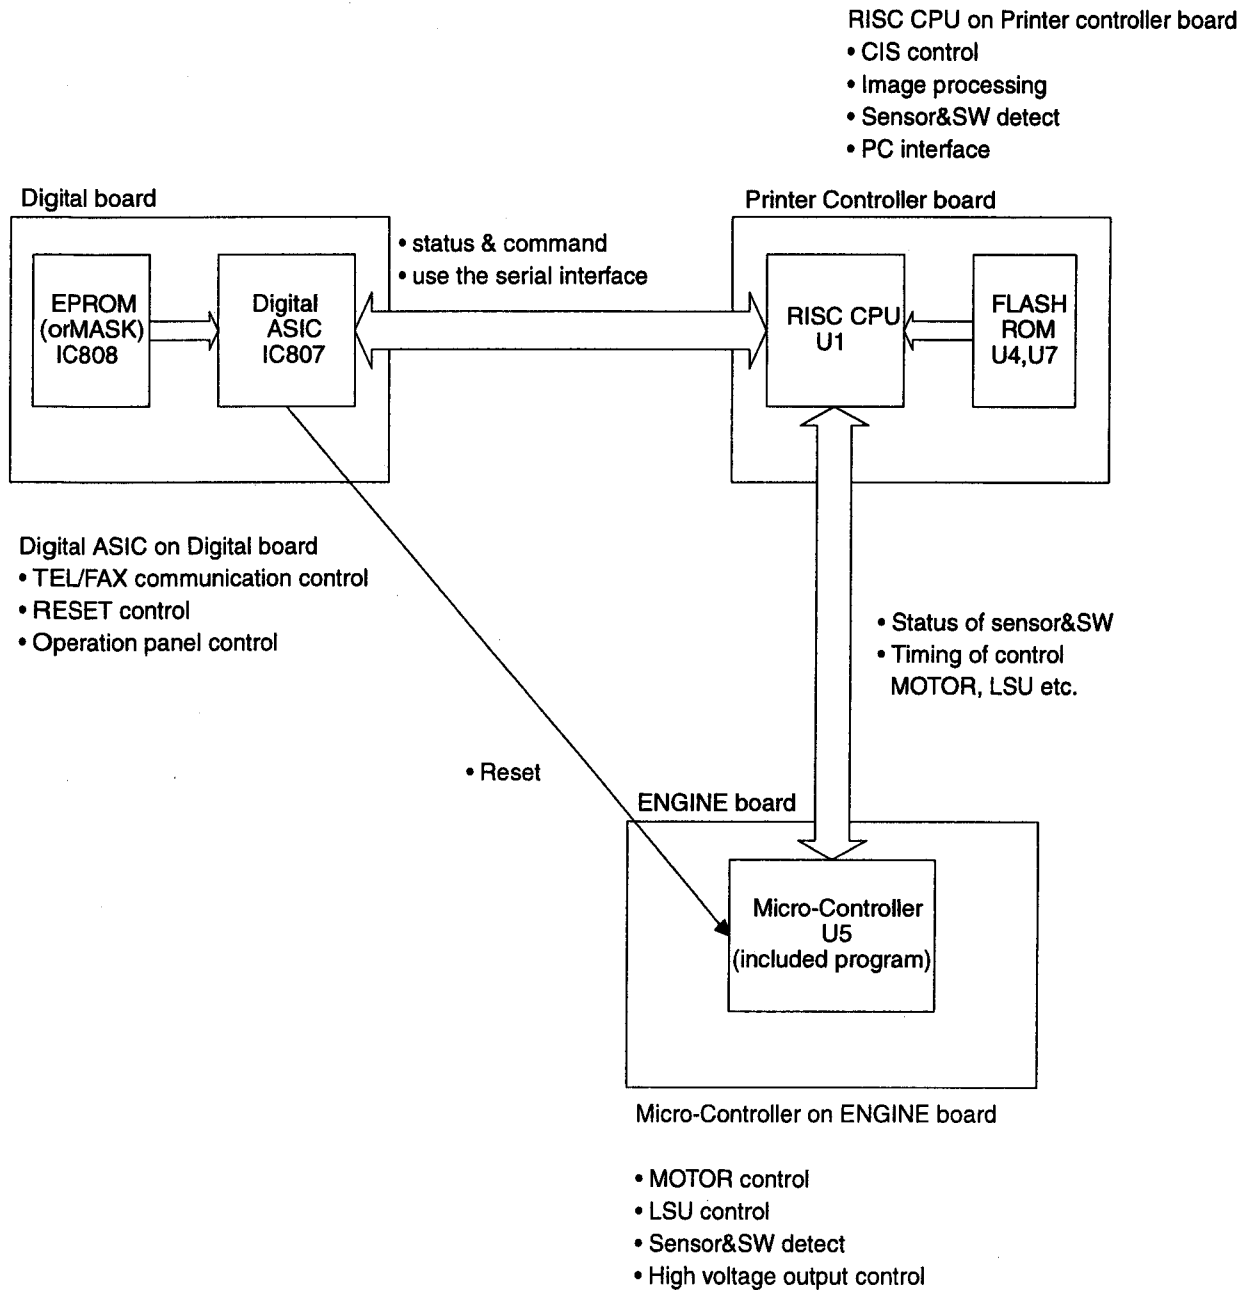 RISC CPU on Printer controller board
• CIS control
• Image processing
• Sensor&SW detect
• PC interface
Digital board
Printer Controller board
• status & command
• use the serial interface
EPROM
(orMASK)
IC808
Digital
ASIC
IC807
RISC CPU
U1
FLASH
ROM
U4,U7
Digital ASIC on Digital board
• TEL/FAX communication control
• RESET control
• Operation panel control
• Status of sensor&SW
• Timing of control
MOTOR, LSU etc.
• Reset
ENGINE board
Micro-Controller
U5
(included program)
Micro-Controller on ENGINE board
• MOTOR control
• LSU control
• Sensor&SW detect
• High voltage output control